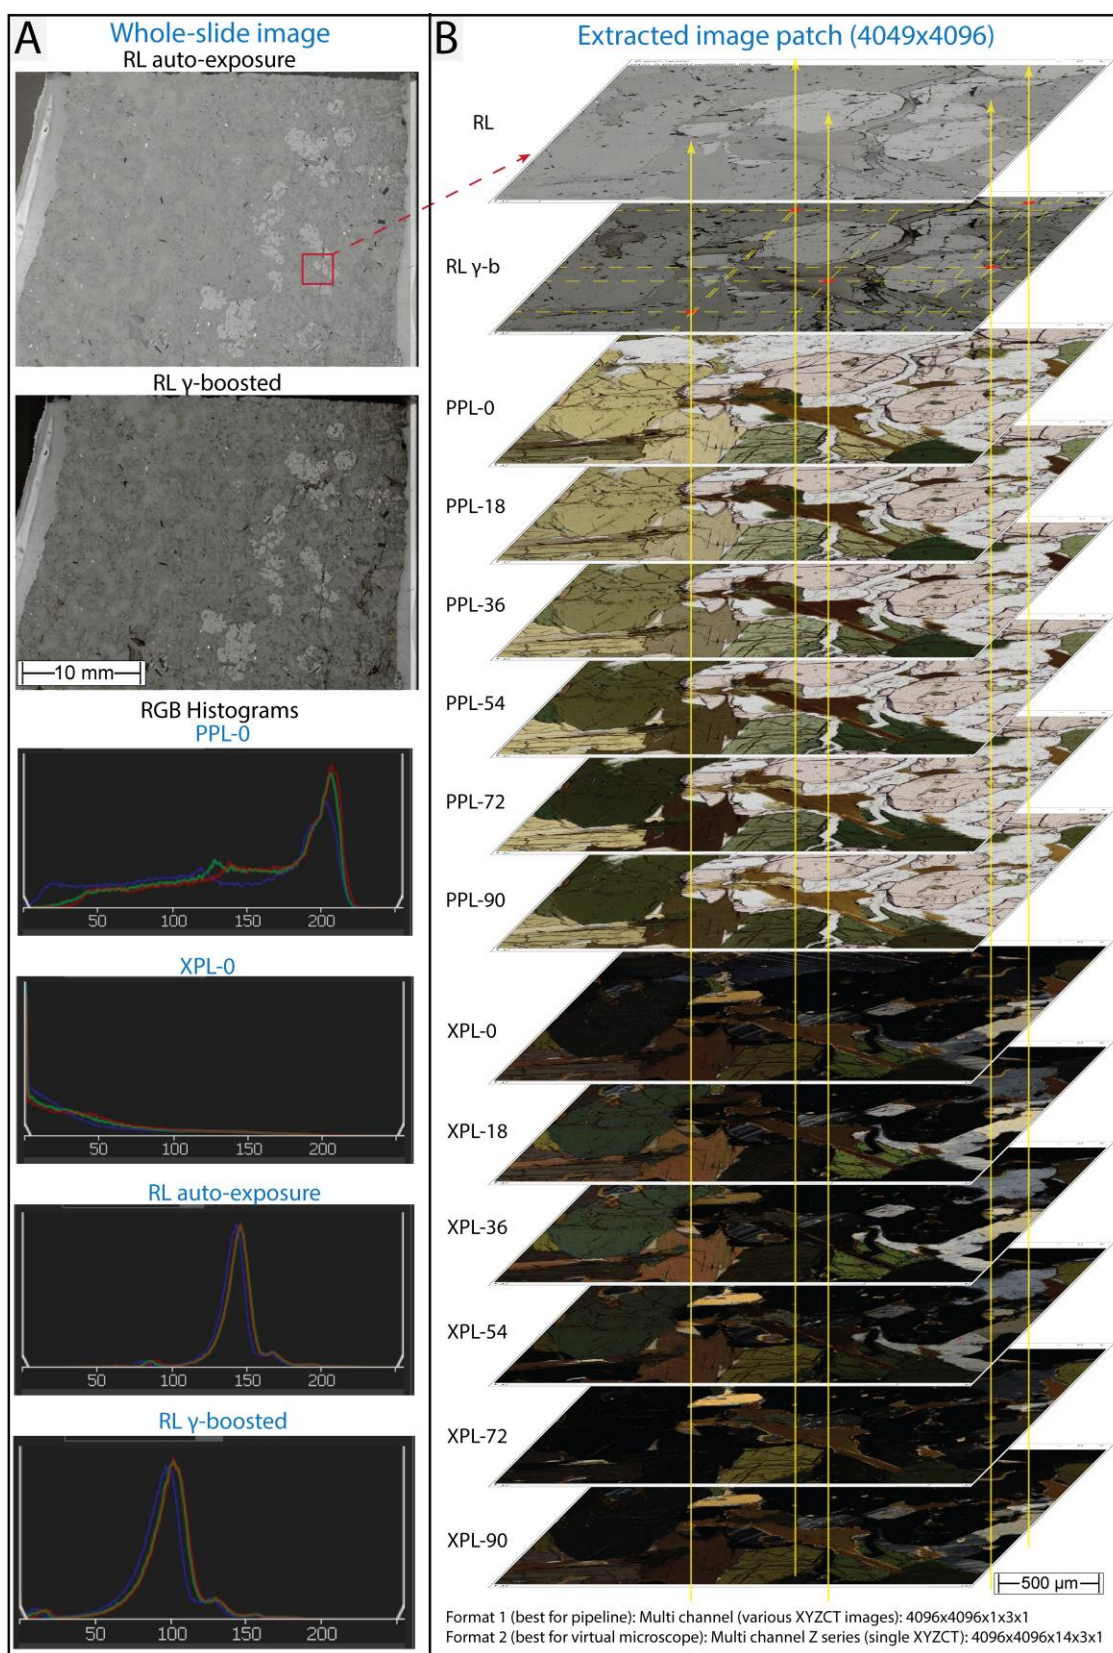 A
Whole-slide image
RL auto-exposure
RL γ-boosted
10 mm
RGB Histograms
PPL-0
50 100 150 200
XPL-0
50 100 150 200
RL auto-exposure
50 100 150 200
RL γ-boosted
50 100 150 200
B
Extracted image patch (4049x4096)
RL
RL γ-b
PPL-0
PPL-18
PPL-36
PPL-54
PPL-72
PPL-90
XPL-0
XPL-18
XPL-36
XPL-54
XPL-72
XPL-90
500 µm
Format 1 (best for pipeline): Multi channel (various XYZCT images): 4096x4096x1x3x1
Format 2 (best for virtual microscope): Multi channel Z series (single XYZCT): 4096x4096x14x3x1